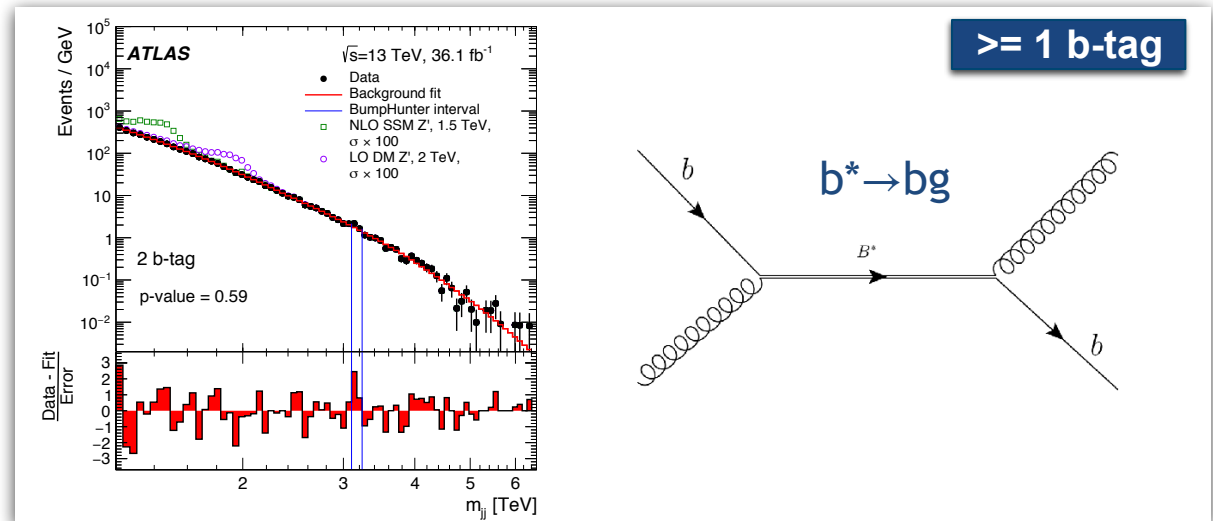 >= 1 b-tag
ATLAS
√s=13 TeV, 36.1 fb⁻¹
Data
Background fit
BumpHunter interval
NLO SSM Z', 1.5 TeV,
σ × 100
LO DM Z', 2 TeV,
σ × 100
Events / GeV
10⁵
10⁴
10³
10²
10
1
10⁻¹
10⁻²
2 b-tag
p-value = 0.59
Data - Fit
Error
3
2
1
0
−1
−2
−3
2 3 4 5 6
m_jj [TeV]
b*→bg
b
B*
b